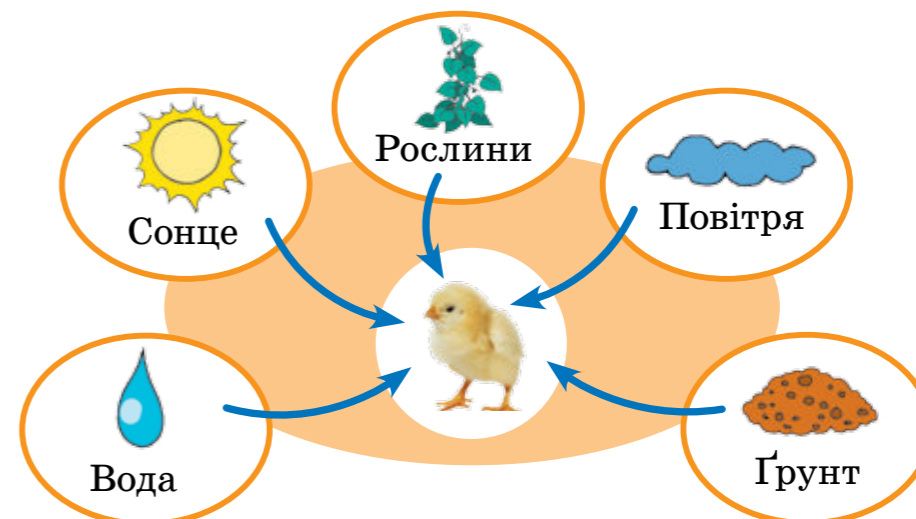 Рослини
Сонце
Повітря
Вода
Ґрунт